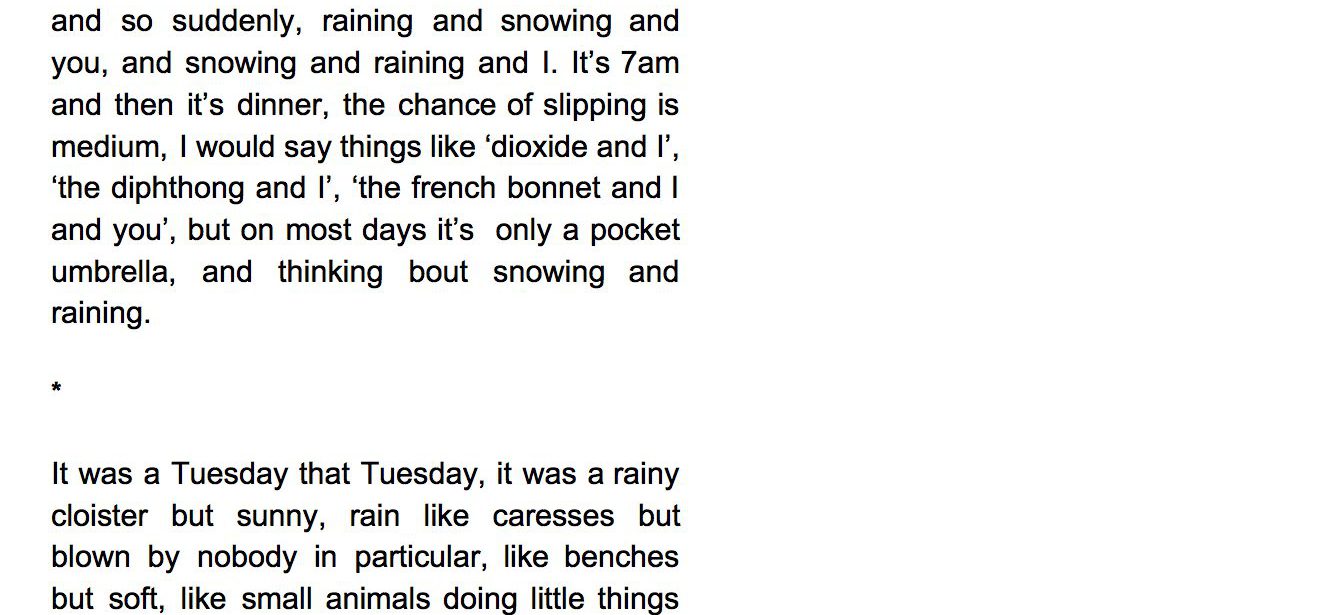 and so suddenly, raining and snowing and
you, and snowing and raining and I. It’s 7am
and then it’s dinner, the chance of slipping is
medium, I would say things like ‘dioxide and I’,
‘the diphthong and I’, ‘the french bonnet and I
and you’, but on most days it’s  only a pocket
umbrella, and thinking bout snowing and
raining.
*
It was a Tuesday that Tuesday, it was a rainy
cloister but sunny, rain like caresses but
blown by nobody in particular, like benches
but soft, like small animals doing little things